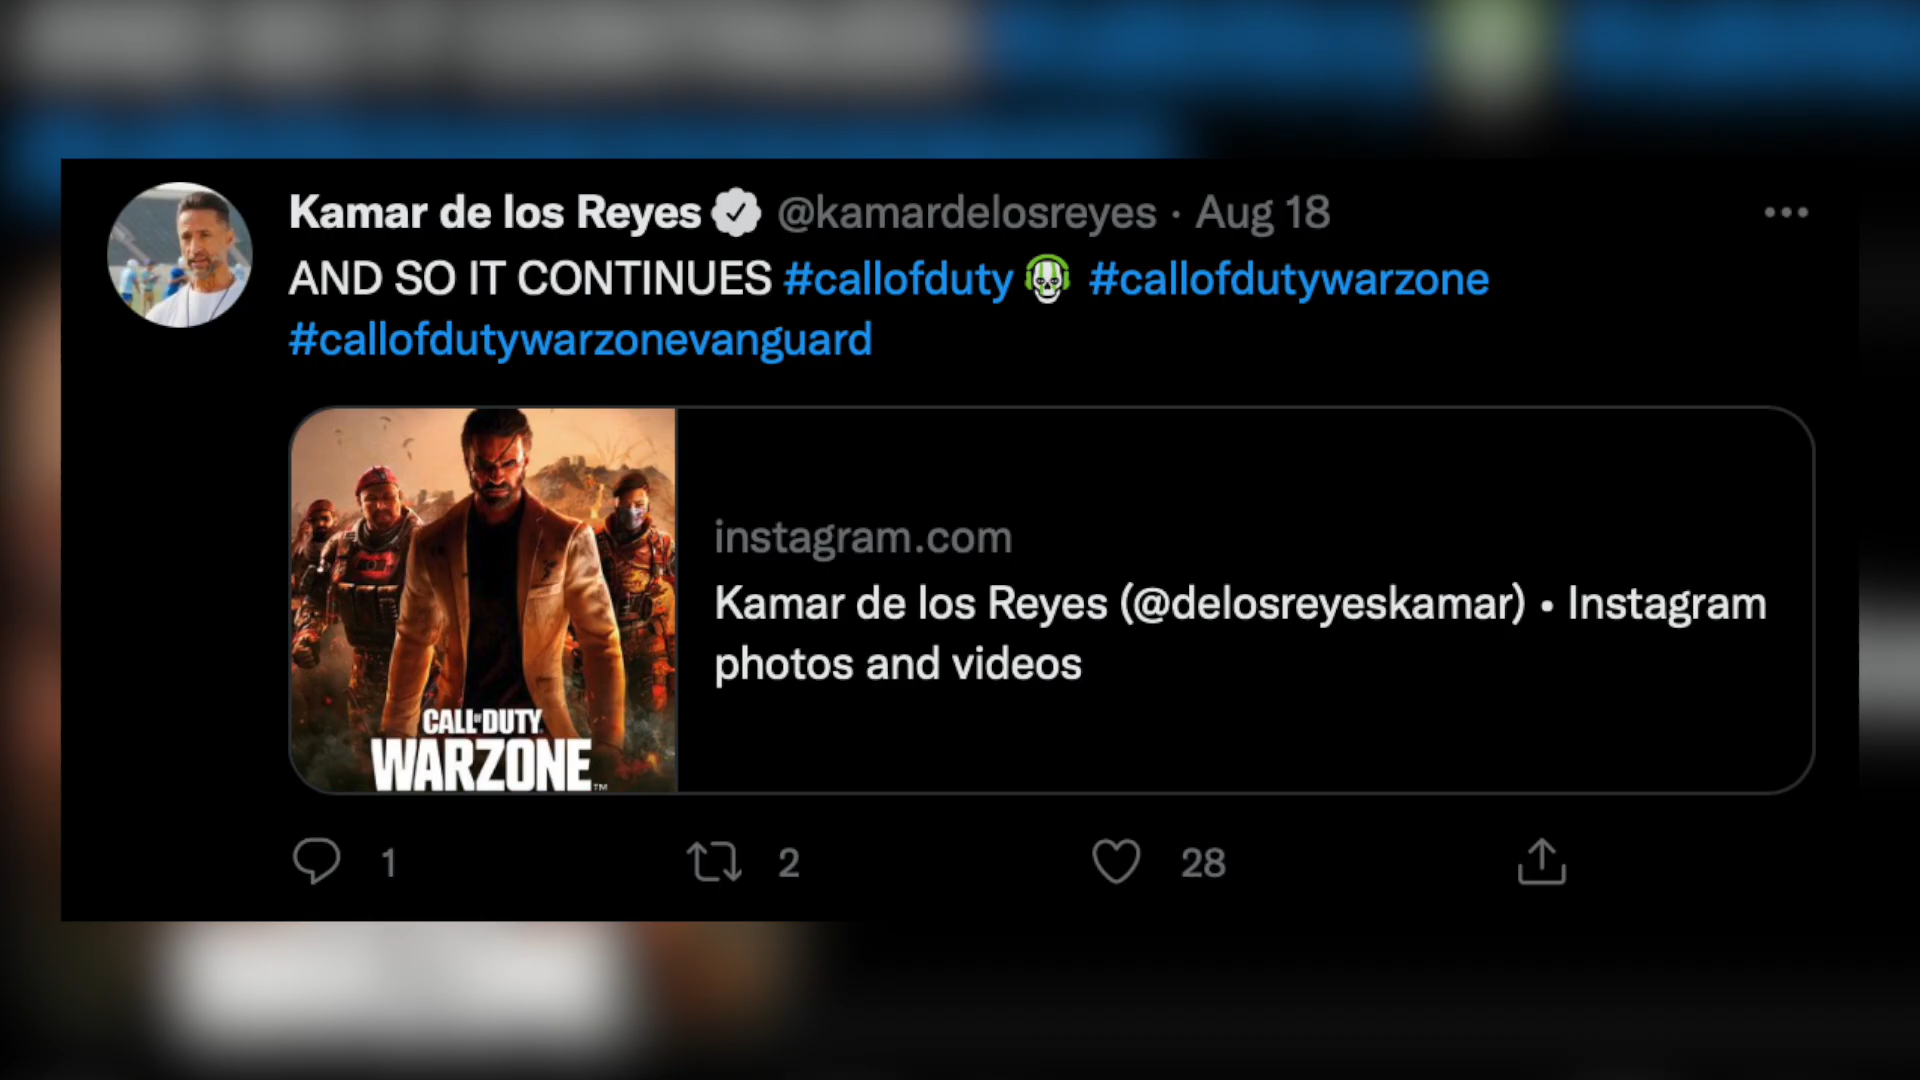 Kamar de los Reyes @kamardelosreyes · Aug 18
AND SO IT CONTINUES #callofduty #callofdutywarzone
#callofdutywarzonevanguard
CALL OF DUTY
WARZONE™
instagram.com
Kamar de los Reyes (@delosreyeskamar) • Instagram
photos and videos
1 2 28